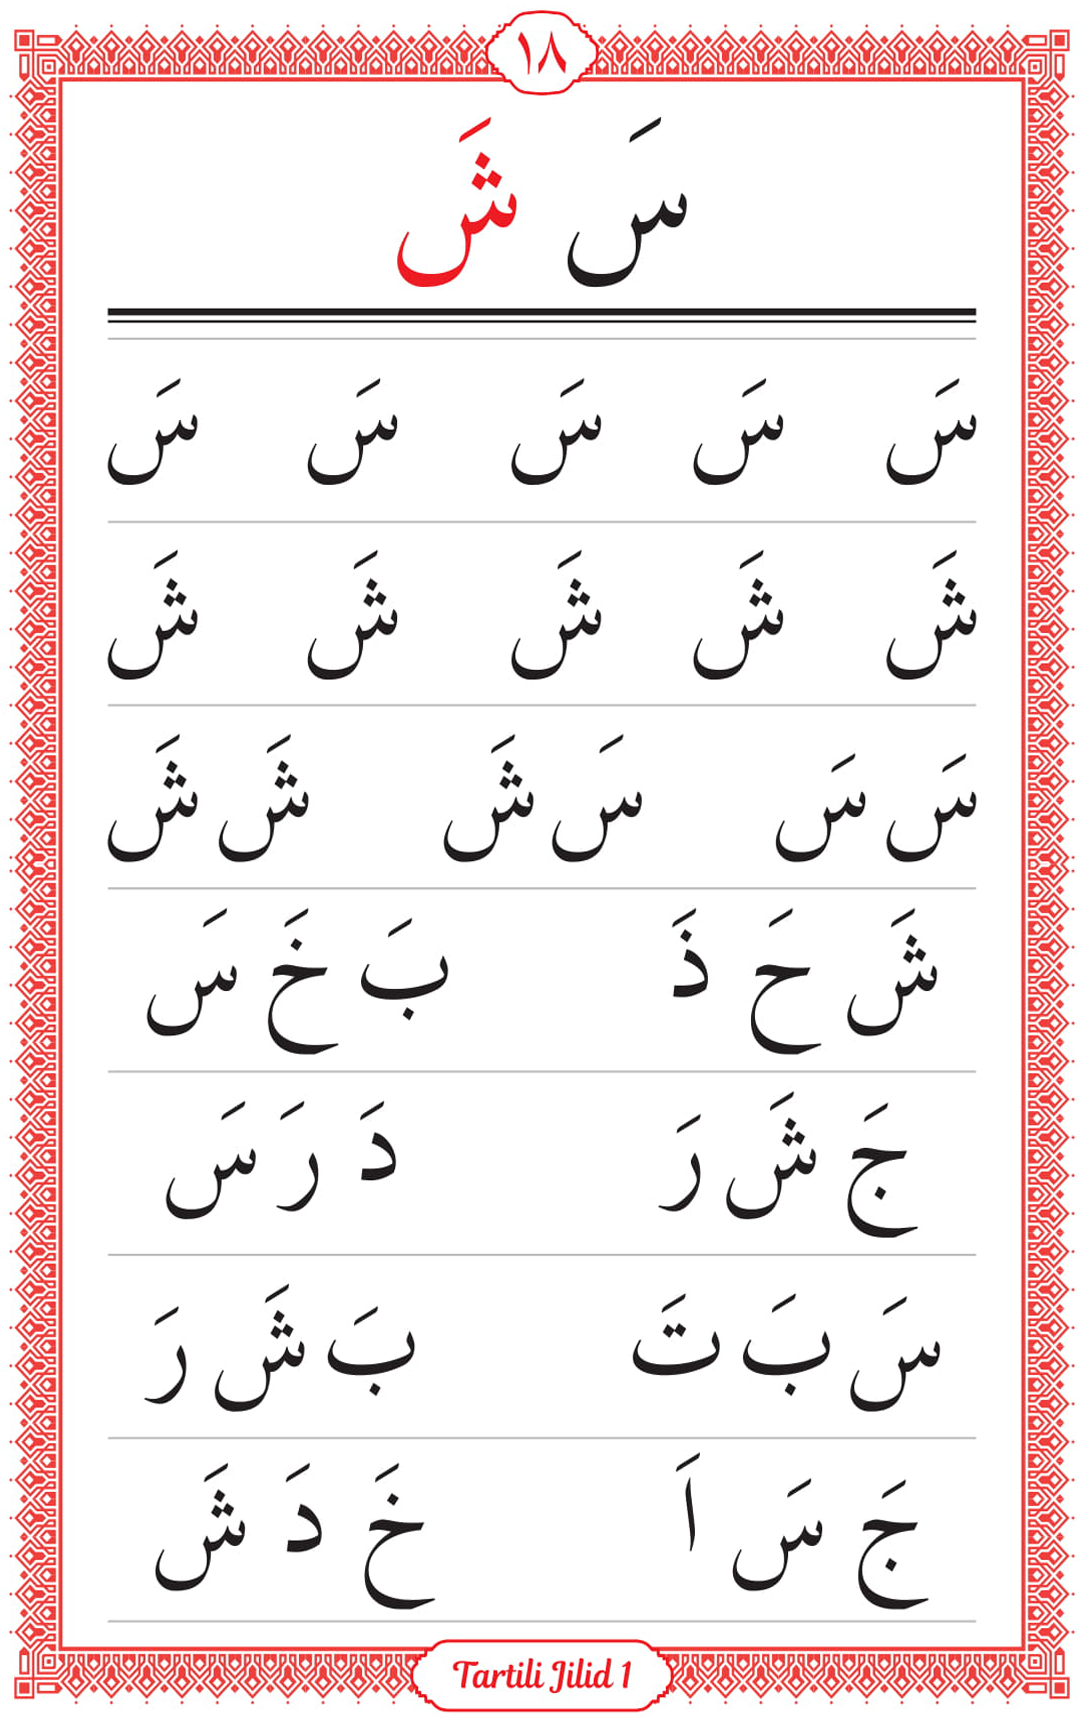 ١٨
سَ شَ
سَ سَ سَ سَ سَ
شَ شَ شَ شَ شَ
سَ سَ سَ شَ شَ شَ
شَ حَ ذَ بَ خَ سَ
جَ شَ رَ دَ رَ سَ
سَ بَ تَ بَ شَ رَ
جَ سَ اَ خَ دَ شَ
Tartili Jilid 1